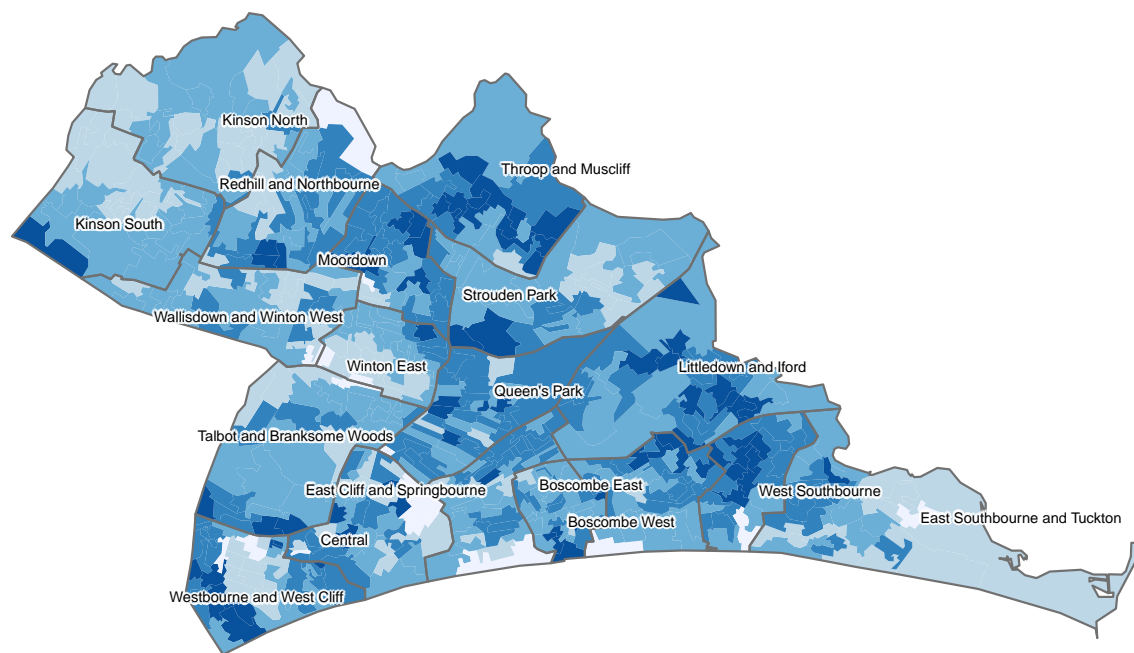 Kinson North
Throop and Muscliff
Redhill and Northbourne
Kinson South
Moordown
Strouden Park
Wallisdown and Winton West
Winton East
Littledown and Iford
Queen's Park
Talbot and Branksome Woods
Boscombe East
East Cliff and Springbourne
West Southbourne
East Southbourne and Tuckton
Boscombe West
Central
Westbourne and West Cliff